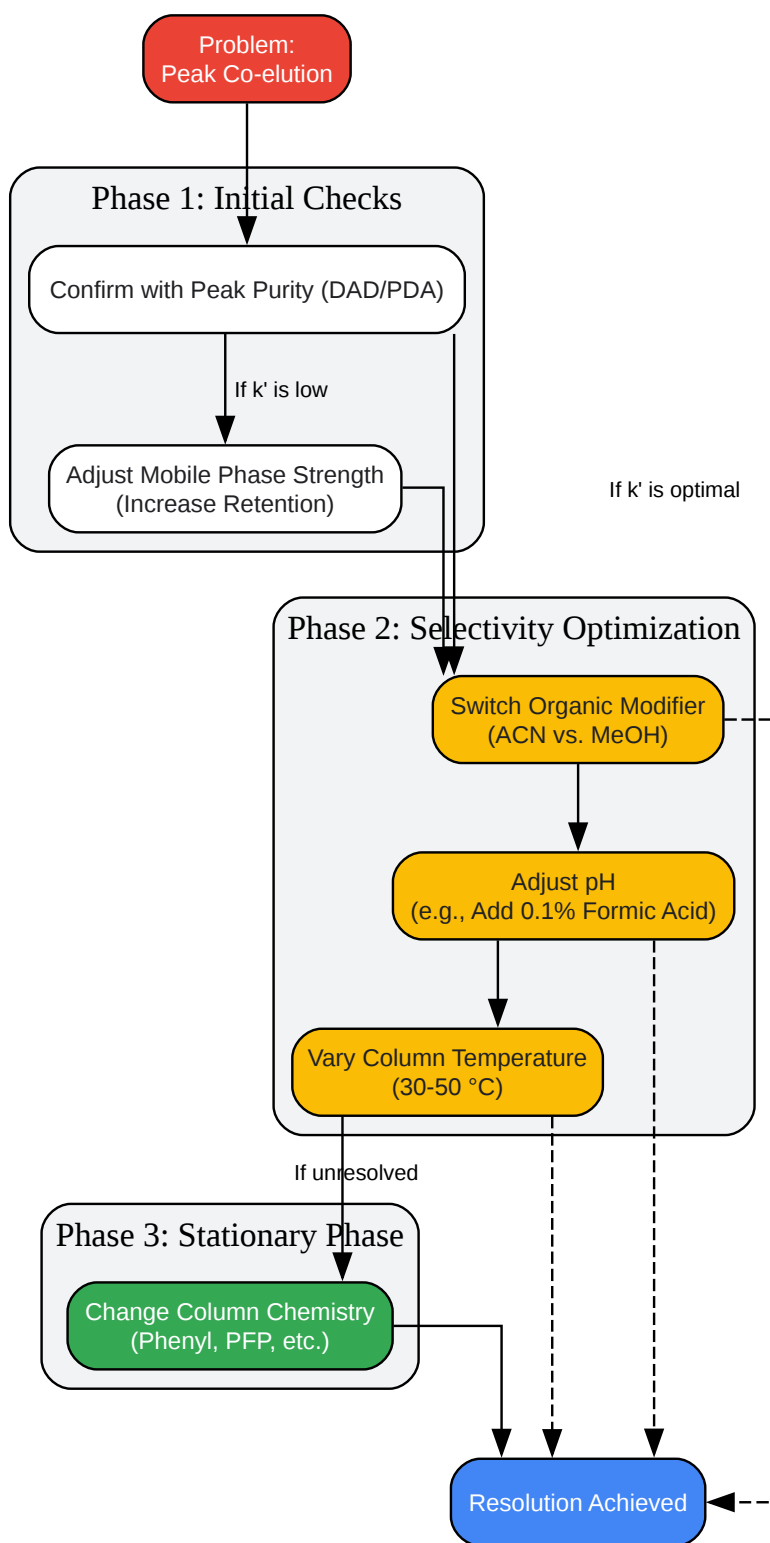 Problem:
Peak Co-elution
Phase 1: Initial Checks
Confirm with Peak Purity (DAD/PDA)
If k' is low
Adjust Mobile Phase Strength
(Increase Retention)
If k' is optimal
Phase 2: Selectivity Optimization
Switch Organic Modifier
(ACN vs. MeOH)
Adjust pH
(e.g., Add 0.1% Formic Acid)
Vary Column Temperature
(30-50 °C)
If unresolved
Phase 3: Stationary Phase
Change Column Chemistry
(Phenyl, PFP, etc.)
Resolution Achieved